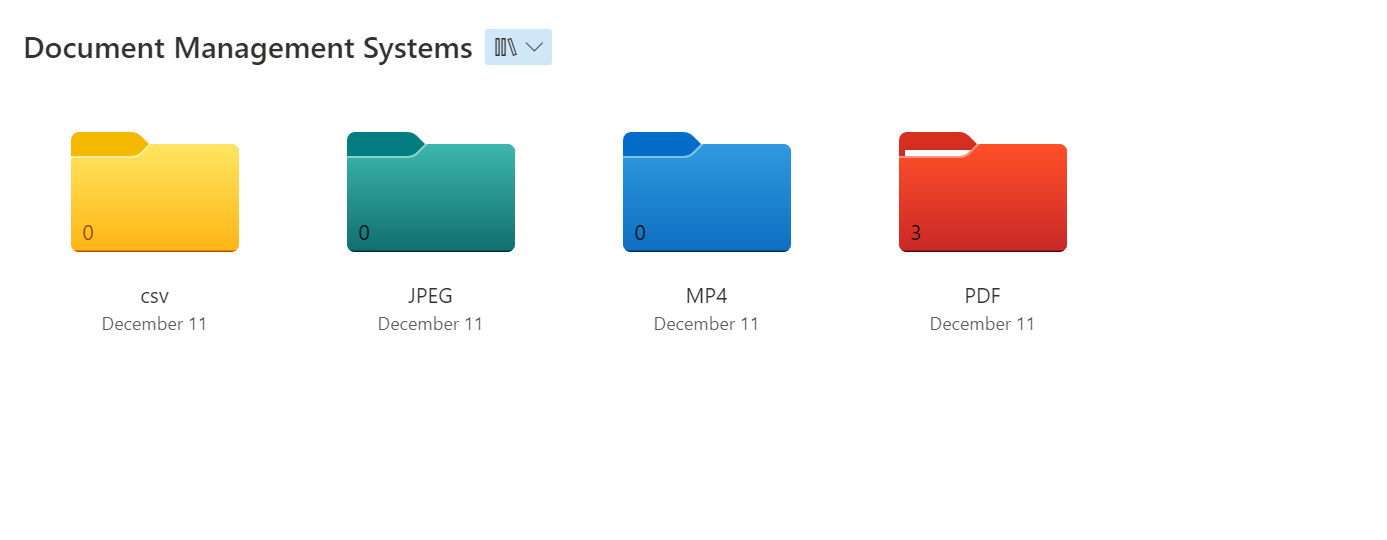 Document Management Systems
0
0
0
3
csv
JPEG
MP4
PDF
December 11
December 11
December 11
December 11